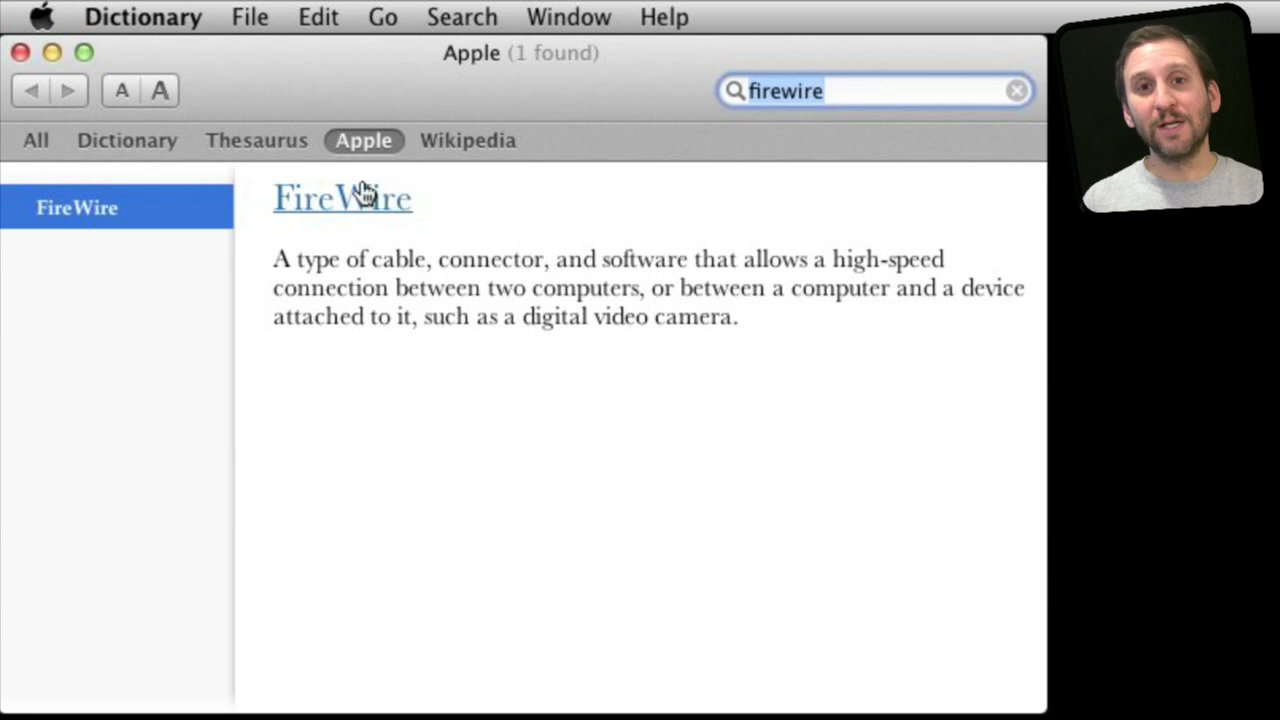 Dictionary File Edit Go Search Window Help
Apple (1 found)
A A firewire
All Dictionary Thesaurus Apple Wikipedia
FireWire
FireWire
A type of cable, connector, and software that allows a high-speed
connection between two computers, or between a computer and a device
attached to it, such as a digital video camera.